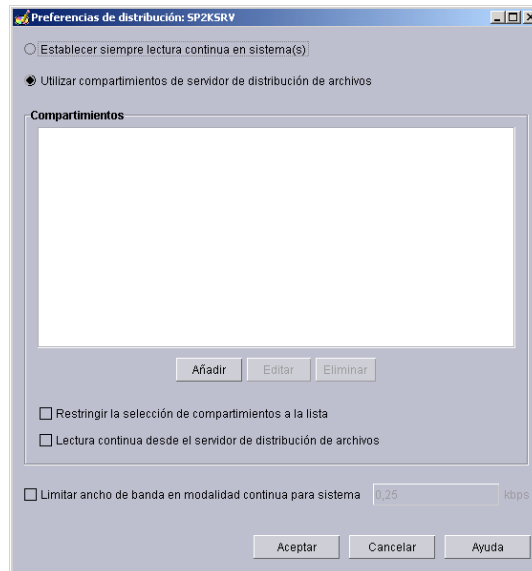 Preferencias de distribución: SP2KSRV
Establecer siempre lectura continua en sistema(s)
Utilizar compartimientos de servidor de distribución de archivos
Compartimientos
Añadir Editar Eliminar
Restringir la selección de compartimientos a la lista
Lectura continua desde el servidor de distribución de archivos
Limitar ancho de banda en modalidad continua para sistema 0,25 kbps
Aceptar Cancelar Ayuda